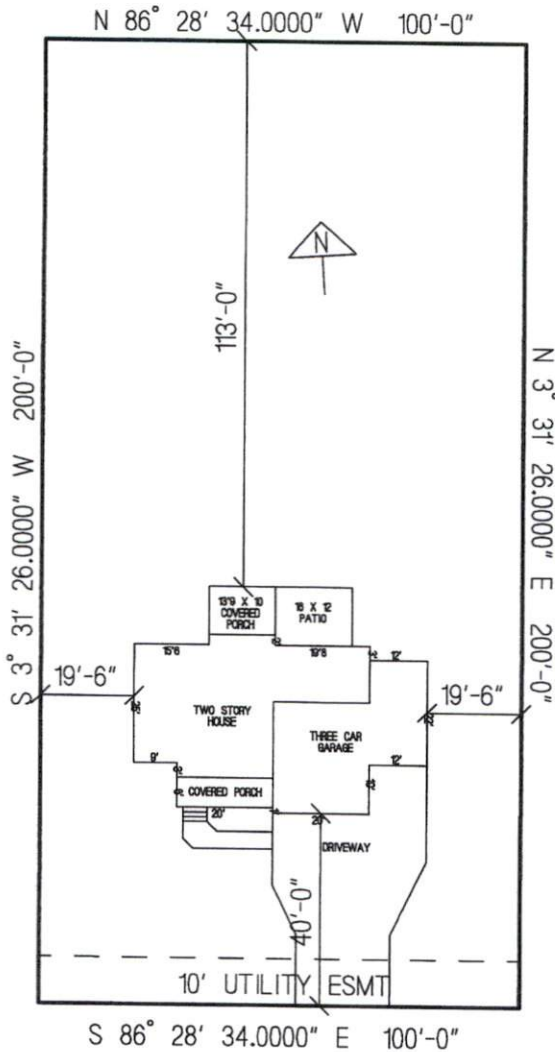 N 86° 28' 34.0000" W 100'-0"
N
113'-0"
S 3° 31' 26.0000" W 200'-0"
N 3° 31' 26.0000" E 200'-0"
13'9 X 10
COVERED
PORCH
16 X 12
PATIO
15'6
19'8
12'
19'-6"
19'-6"
TWO STORY
HOUSE
THREE CAR
GARAGE
9'
12'
COVERED PORCH
20'
20'
DRIVEWAY
40'-0"
10' UTILITY ESMT
S 86° 28' 34.0000" E 100'-0"